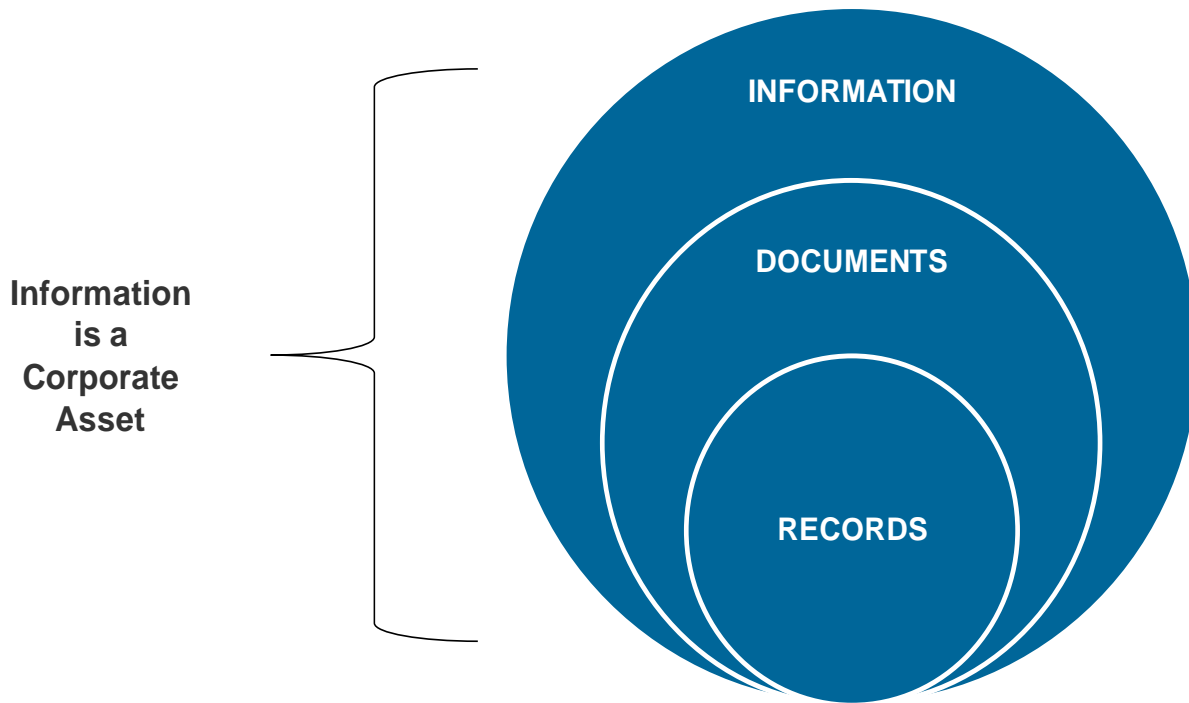 Information
is a
Corporate
Asset
INFORMATION
DOCUMENTS
RECORDS